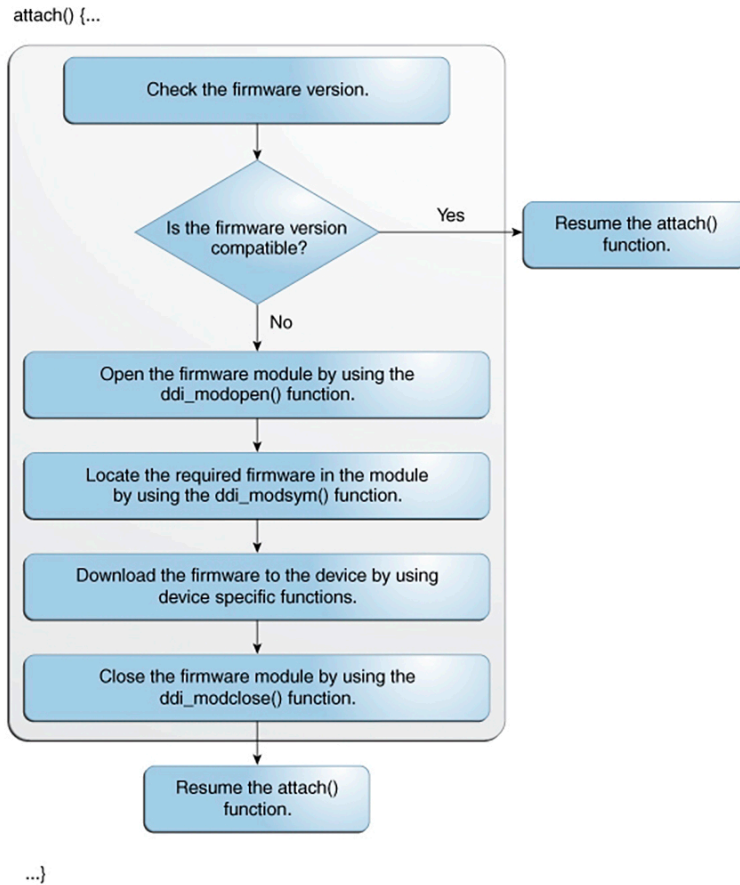 attach() {...
Check the firmware version.
Is the firmware version
compatible?
Yes
Resume the attach()
function.
No
Open the firmware module by using the
ddi_modopen() function.
Locate the required firmware in the module
by using the ddi_modsym() function.
Download the firmware to the device by using
device specific functions.
Close the firmware module by using the
ddi_modclose() function.
Resume the attach()
function.
...}